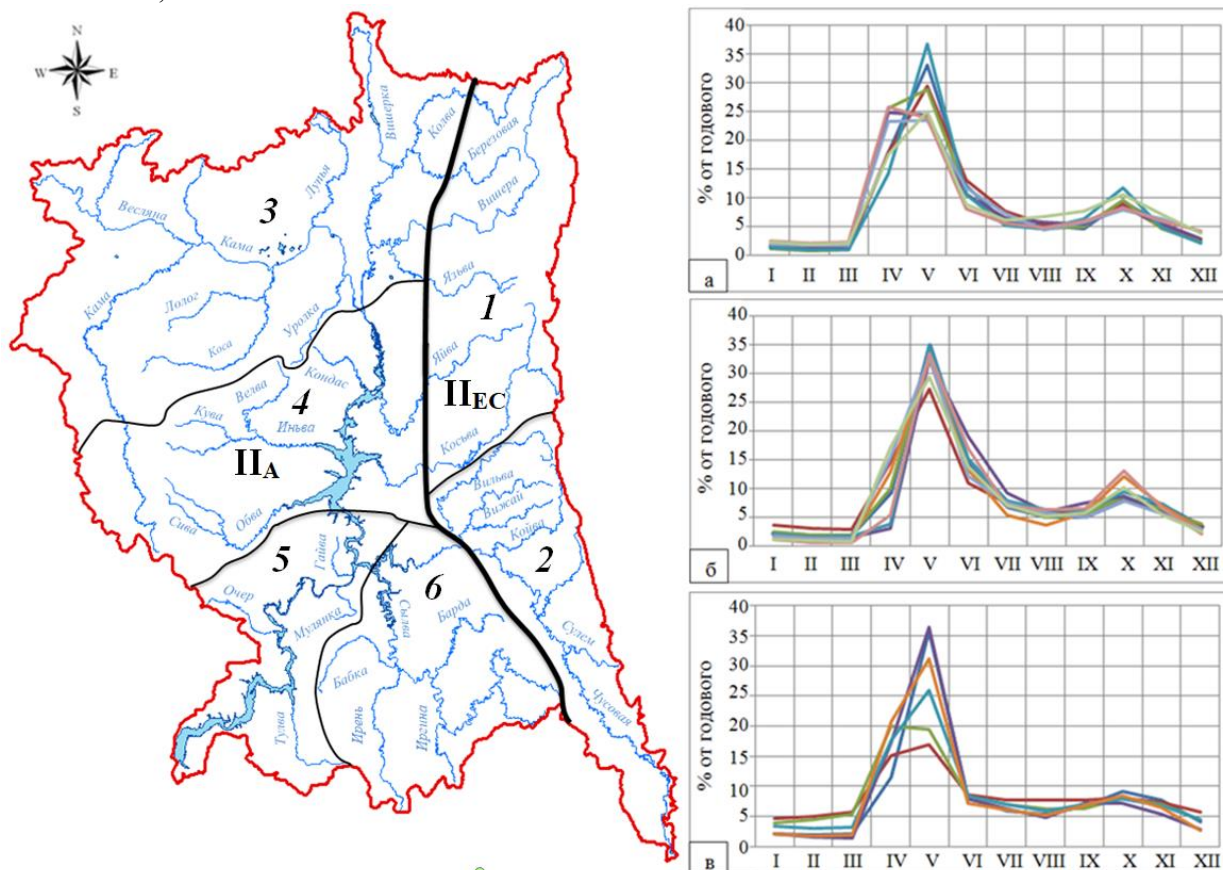 N
W E
S
Вишерка
Колва
Березовая
Вишера
Весляна
3
Лупья
Кама
Кама
Лолог
Язьва
1
Уролка
Коса
Яйва
Велва
Кондас
Кува
4
Иньва
II_EC
II_A
Косьва
Вильва
Вижай
Сива
Обва
Койва
2
5
Гайва
6
Очер
Мулянка
Сылва
Барда
Сулем
Бабка
Чусовая
Тулва
Ирень
Иргина
40
35
30
25
20
15
10
5
0
% от годового
I II III IV V VI VII VIII IX X XI XII
а
40
35
30
25
20
15
10
5
0
% от годового
I II III IV V VI VII VIII IX X XI XII
б
40
35
30
25
20
15
10
5
0
% от годового
I II III IV V VI VII VIII IX X XI XII
в